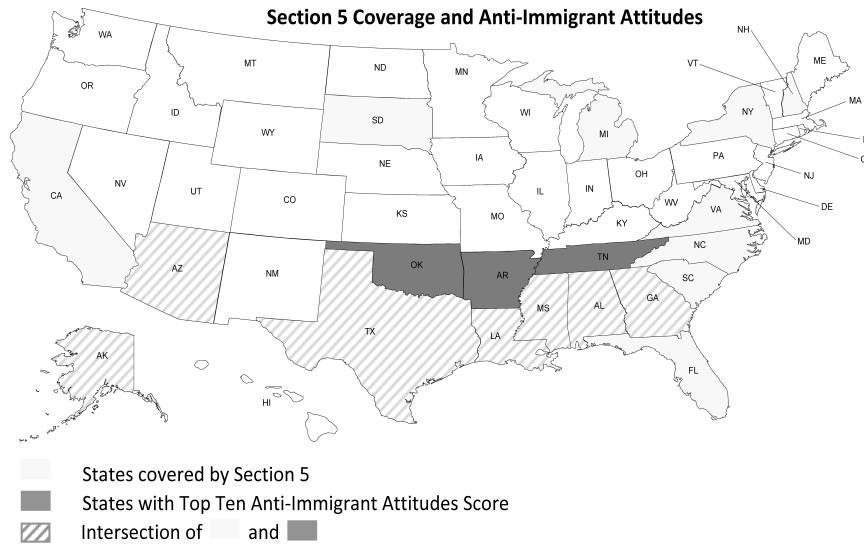 Section 5 Coverage and Anti-Immigrant Attitudes
NH
WA
ME
MT
ND
VT
MN
OR
MA
ID
SD
WI
NY
WY
MI
IA
PA
NE
NJ
NV
OH
UT
IL
IN
CA
CO
WV
DE
VA
KS
MO
KY
MD
NC
TN
OK
AZ
NM
AR
SC
GA
MS
AL
TX
LA
AK
FL
HI
States covered by Section 5
States with Top Ten Anti-Immigrant Attitudes Score
Intersection of and